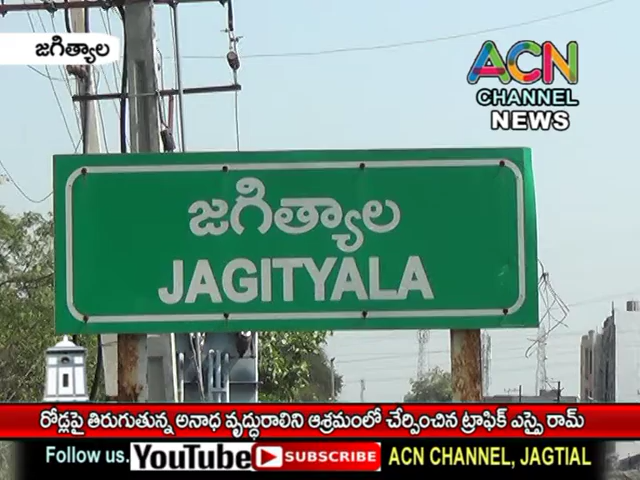 జగిత్యాల
ACN
CHANNEL
NEWS
జగిత్యాల
JAGITYALA
రోడ్లపై తిరుగుతున్న అనాధ వృద్ధురాలిని ఆశ్రమంలో చేర్పించిన ట్రాఫిక్ ఎస్సై రామ్
Follow us. YouTube SUBSCRIBE ACN CHANNEL, JAGTIAL